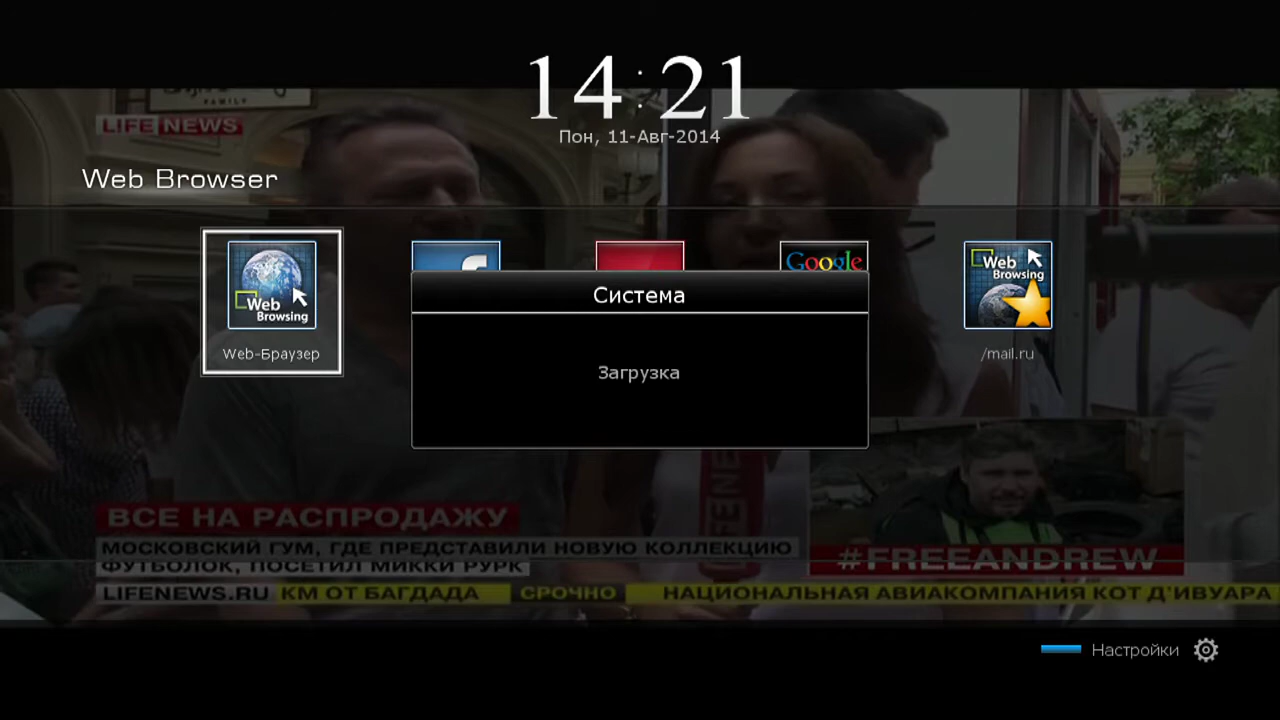 14:21
Пон, 11-Авг-2014
FAMILY
LIFE NEWS
Web Browser
Web
Browsing
Google
Web
Browsing
Система
Web-Браузер
/mail.ru
Загрузка
ВСЕ НА РАСПРОДАЖУ
МОСКОВСКИЙ ГУМ, ГДЕ ПРЕДСТАВИЛИ НОВУЮ КОЛЛЕКЦИЮ
ФУТБОЛОК, ПОСЕТИЛ МИККИ РУРК
#FREEANDREW
LIFENEWS.RU КМ ОТ БАГДАДА СРОЧНО НАЦИОНАЛЬНАЯ АВИАКОМПАНИЯ КОТ Д'ИВУАРА
Настройки